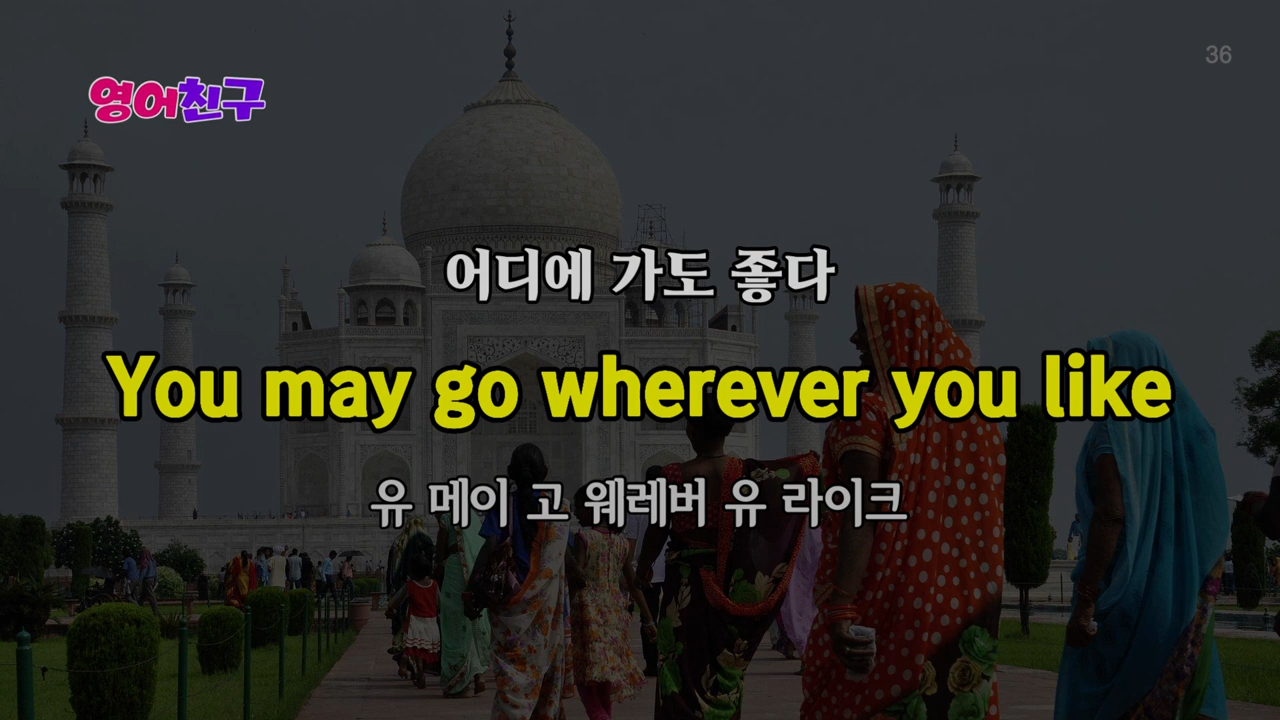 36
영어친구
어디에 가도 좋다
You may go wherever you like
유 메이 고 웨레버 유 라이크